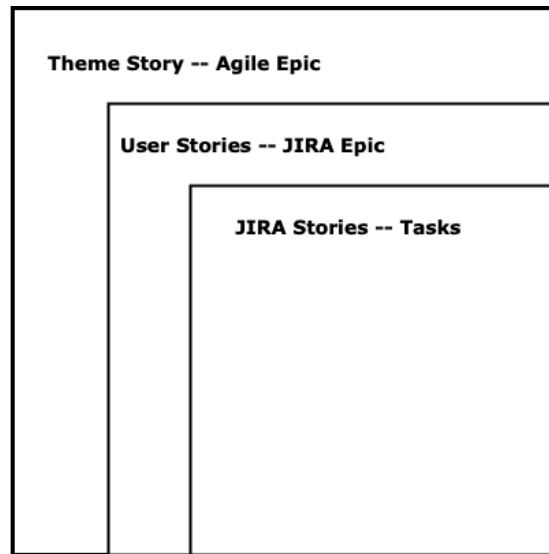 Theme Story -- Agile Epic
User Stories -- JIRA Epic
JIRA Stories -- Tasks